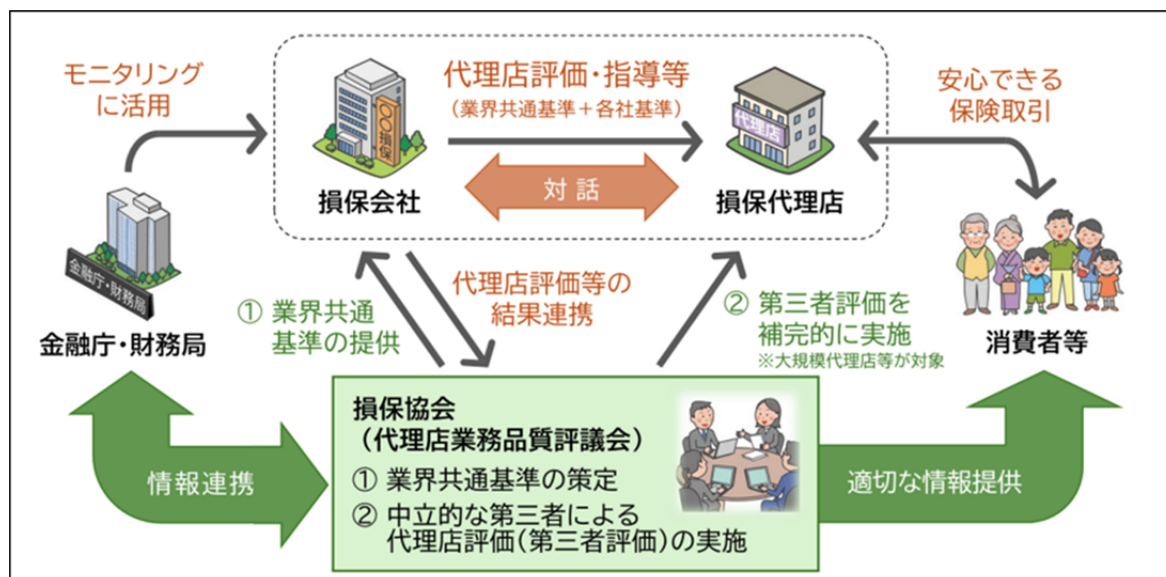 モニタリング
に活用
〇〇損保
損保会社
代理店評価・指導等
(業界共通基準＋各社基準)
対話
代理店
損保代理店
安心できる
保険取引
金融庁・財務局
金融庁・財務局
① 業界共通
基準の提供
代理店評価等の
結果連携
② 第三者評価を
補完的に実施
※大規模代理店等が対象
消費者等
情報連携
損保協会
(代理店業務品質評議会)
① 業界共通基準の策定
② 中立的な第三者による
代理店評価(第三者評価)の実施
適切な情報提供